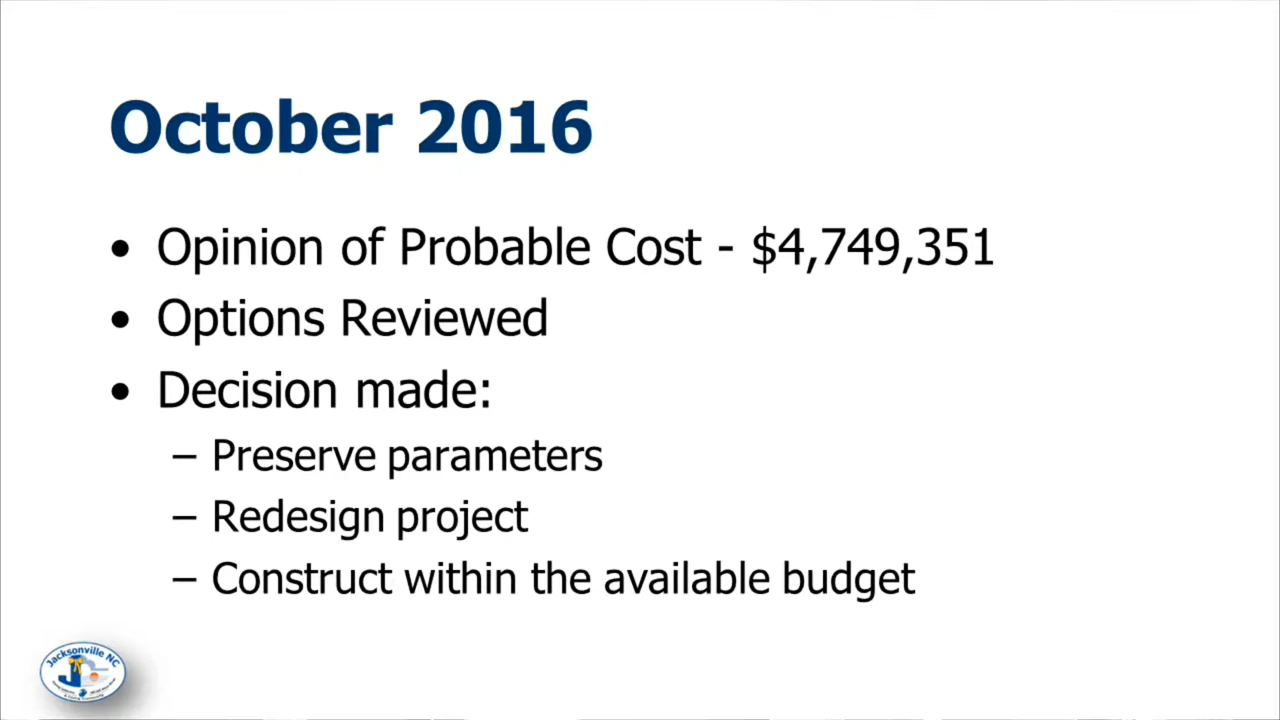 October 2016
• Opinion of Probable Cost - $4,749,351
• Options Reviewed
• Decision made:
– Preserve parameters
– Redesign project
– Construct within the available budget
Jacksonville NC